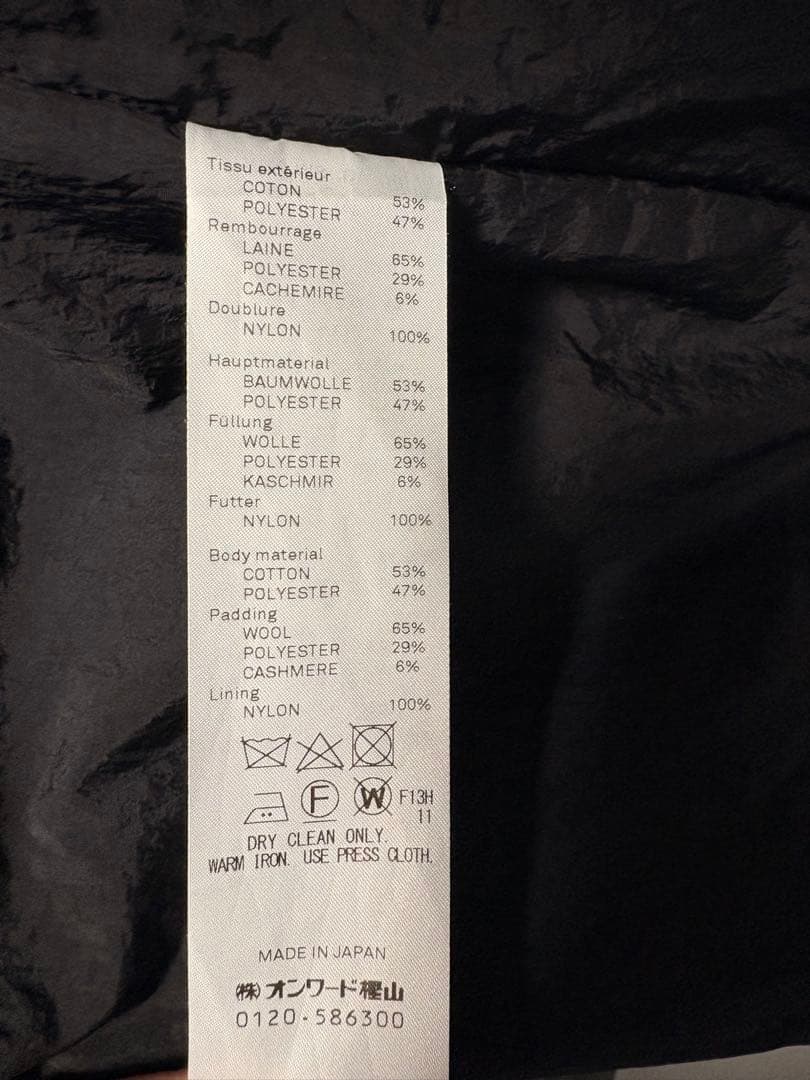 Tissu extérieur
COTON 53%
POLYESTER 47%
Rembourrage
LAINE 65%
POLYESTER 29%
CACHEMIRE 6%
Doublure
NYLON 100%
Hauptmaterial
BAUMWOLLE 53%
POLYESTER 47%
Füllung
WOLLE 65%
POLYESTER 29%
KASCHMIR 6%
Futter
NYLON 100%
Body material
COTTON 53%
POLYESTER 47%
Padding
WOOL 65%
POLYESTER 29%
CASHMERE 6%
Lining
NYLON 100%
F W F13H
11
DRY CLEAN ONLY.
WARM IRON. USE PRESS CLOTH.
MADE IN JAPAN
(株)オンワード樫山
0120-586300